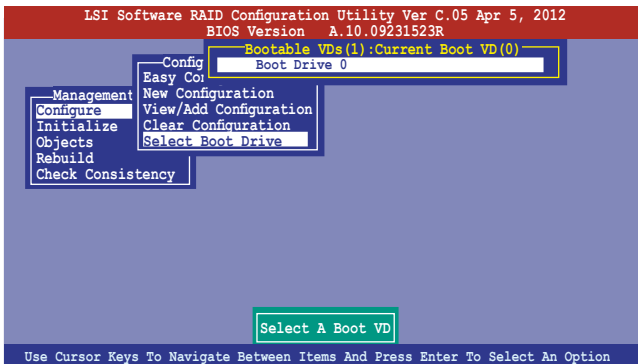 LSI Software RAID Configuration Utility Ver C.05 Apr 5, 2012
BIOS Version A.10.09231523R
Bootable VDs(1):Current Boot VD(0)
Boot Drive 0
Config
Easy Co
New Configuration
View/Add Configuration
Clear Configuration
Select Boot Drive
Management
Configure
Initialize
Objects
Rebuild
Check Consistency
Select A Boot VD
Use Cursor Keys To Navigate Between Items And Press Enter To Select An Option